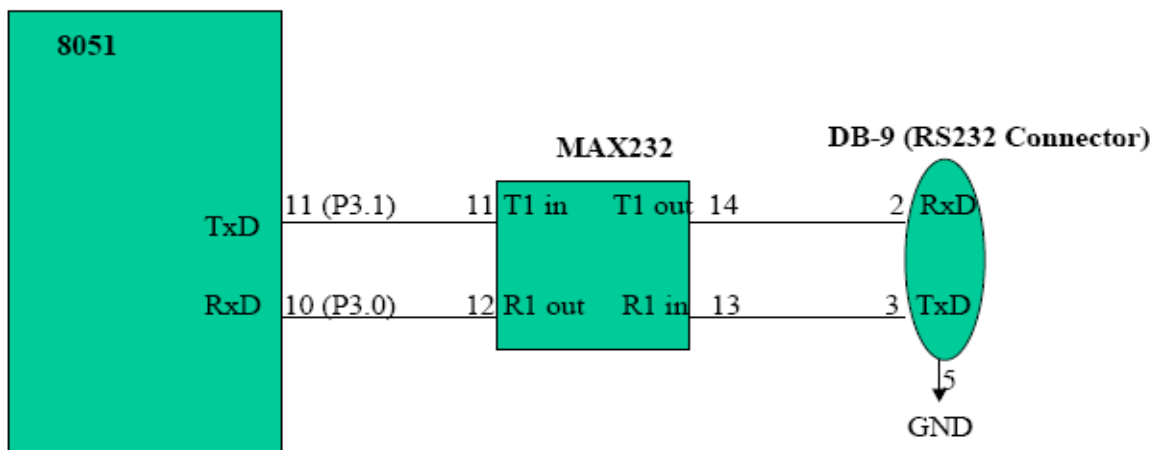 8051
DB-9 (RS232 Connector)
MAX232
11 (P3.1)
11
T1 in
T1 out
14
2
RxD
TxD
RxD
10 (P3.0)
12
R1 out
R1 in
13
3
TxD
5
GND